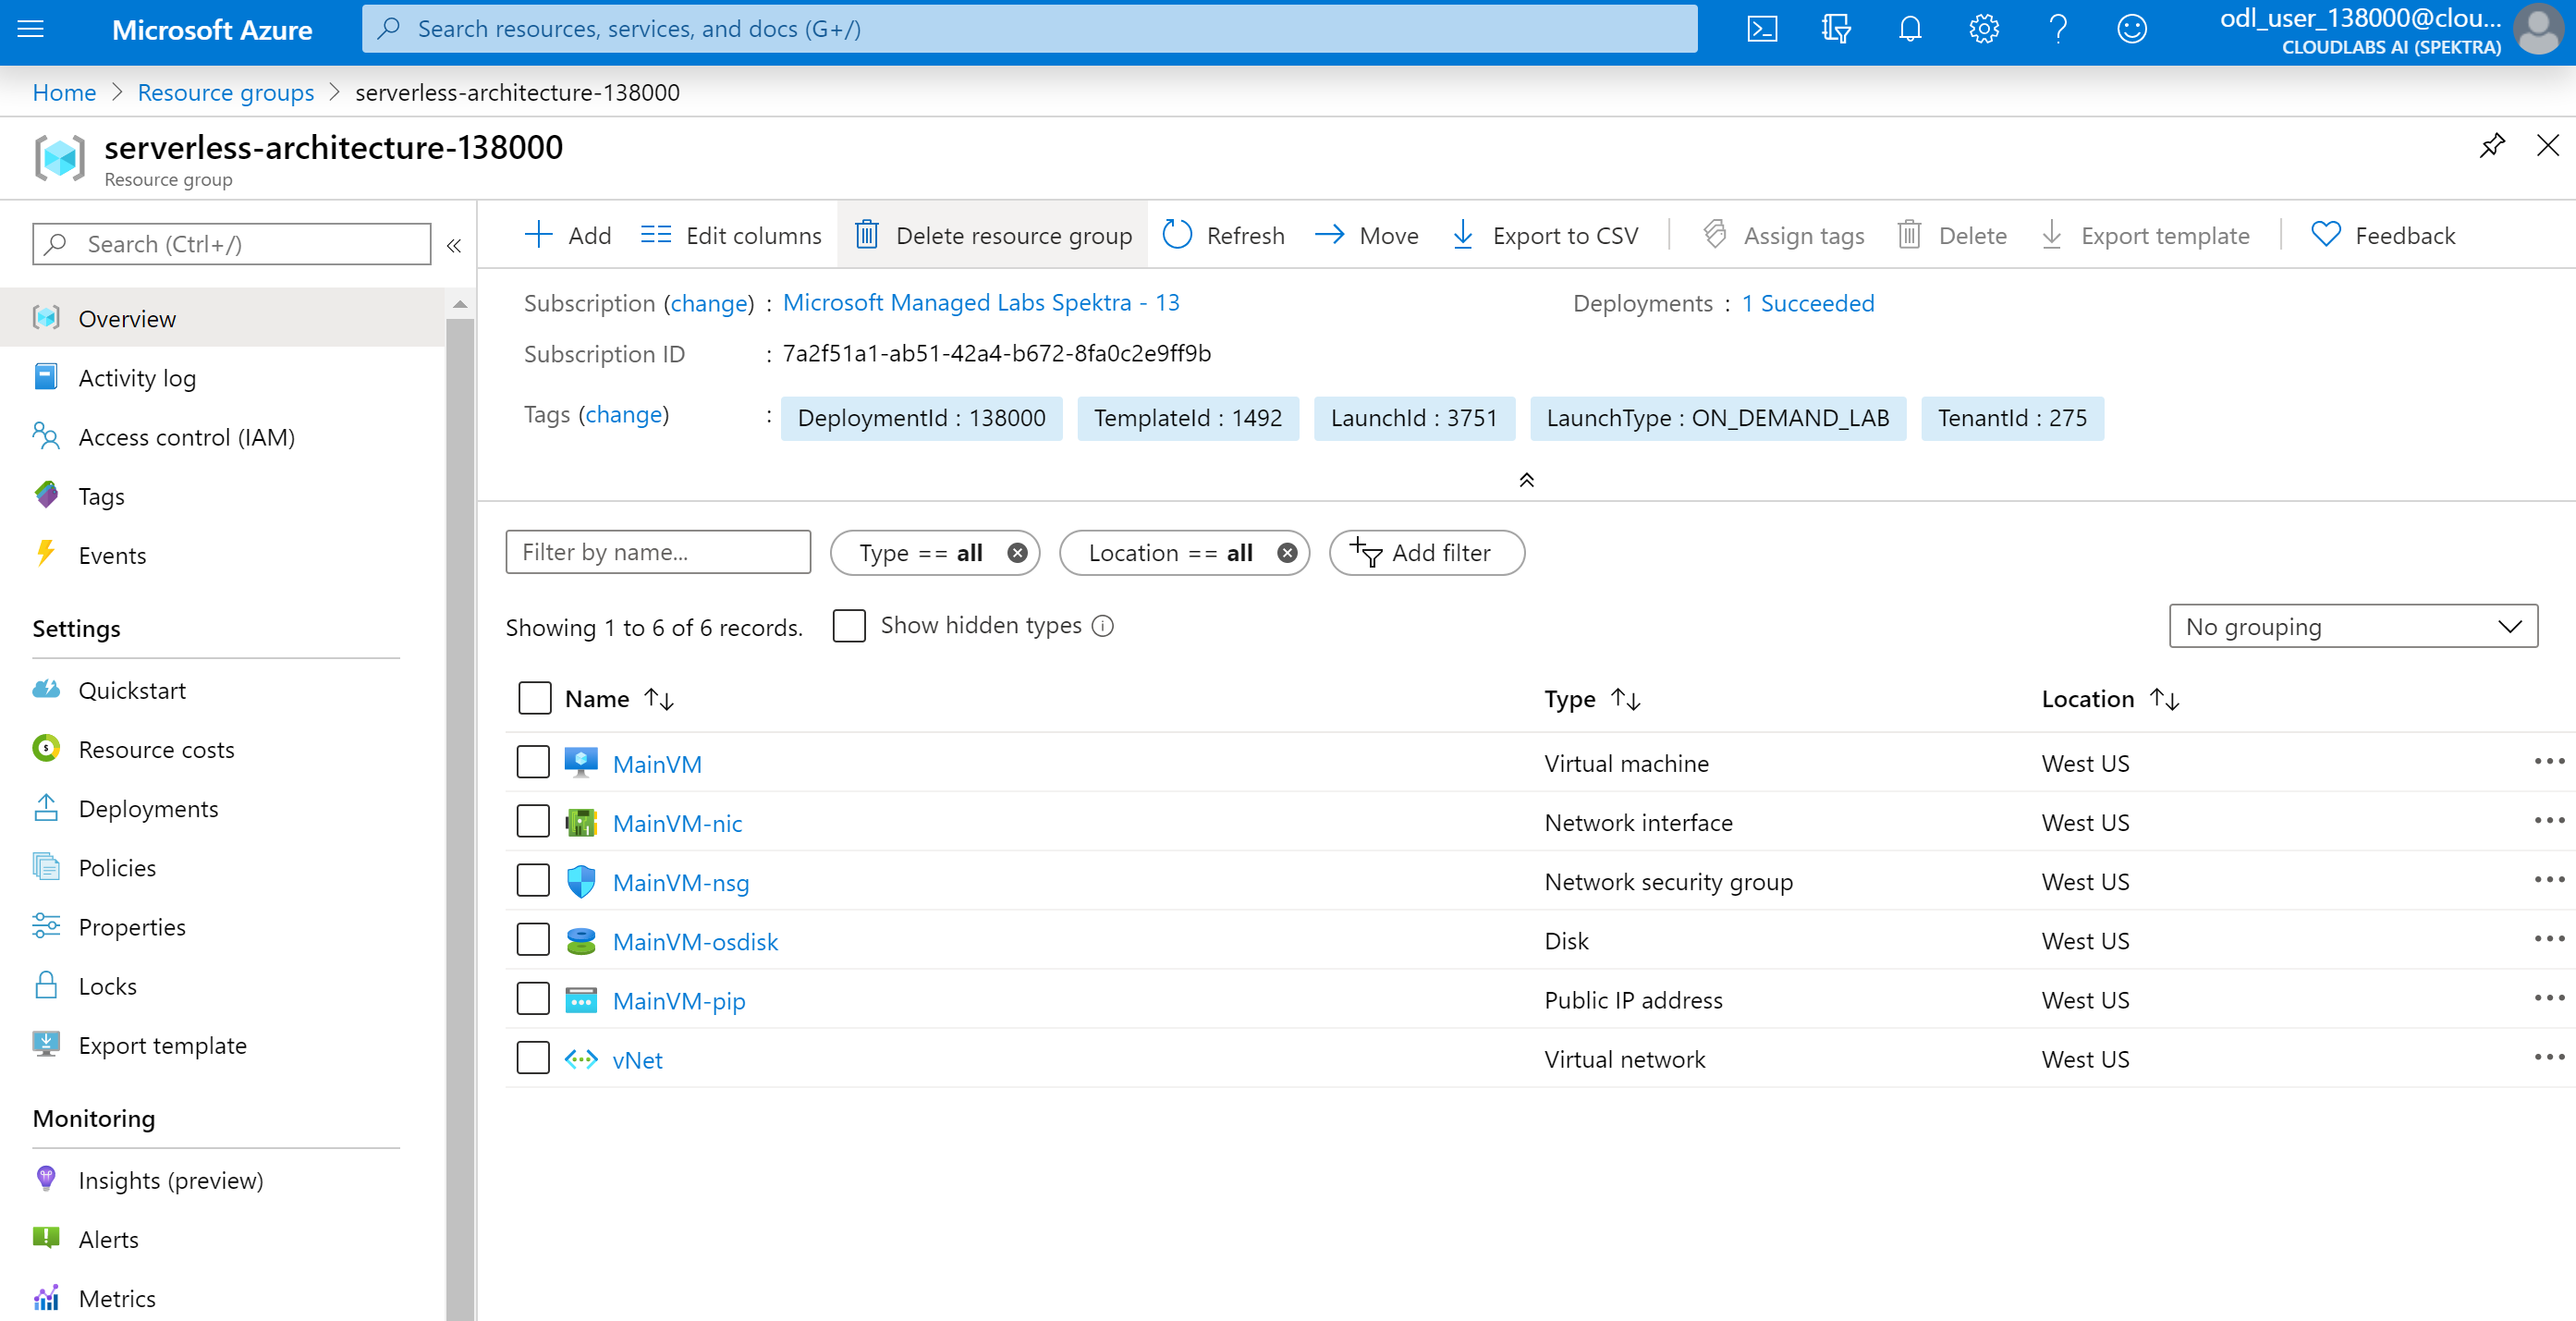 Microsoft Azure
Search resources, services, and docs (G+/)
odl_user_138000@clou...
CLOUDLABS AI (SPEKTRA)
Home > Resource groups > serverless-architecture-138000
serverless-architecture-138000
Resource group
Search (Ctrl+/)
«
Add
Edit columns
Delete resource group
Refresh
Move
Export to CSV
Assign tags
Delete
Export template
Feedback
Overview
Activity log
Access control (IAM)
Tags
Events
Settings
Quickstart
Resource costs
Deployments
Policies
Properties
Locks
Export template
Monitoring
Insights (preview)
Alerts
Metrics
Subscription (change) : Microsoft Managed Labs Spektra - 13
Deployments : 1 Succeeded
Subscription ID : 7a2f51a1-ab51-42a4-b672-8fa0c2e9ff9b
Tags (change) : DeploymentId : 138000 TemplateId : 1492 LaunchId : 3751 LaunchType : ON_DEMAND_LAB TenantId : 275
Filter by name...
Type == all
Location == all
Add filter
Showing 1 to 6 of 6 records.
Show hidden types
No grouping
Name Type Location
MainVM Virtual machine West US
MainVM-nic Network interface West US
MainVM-nsg Network security group West US
MainVM-osdisk Disk West US
MainVM-pip Public IP address West US
vNet Virtual network West US